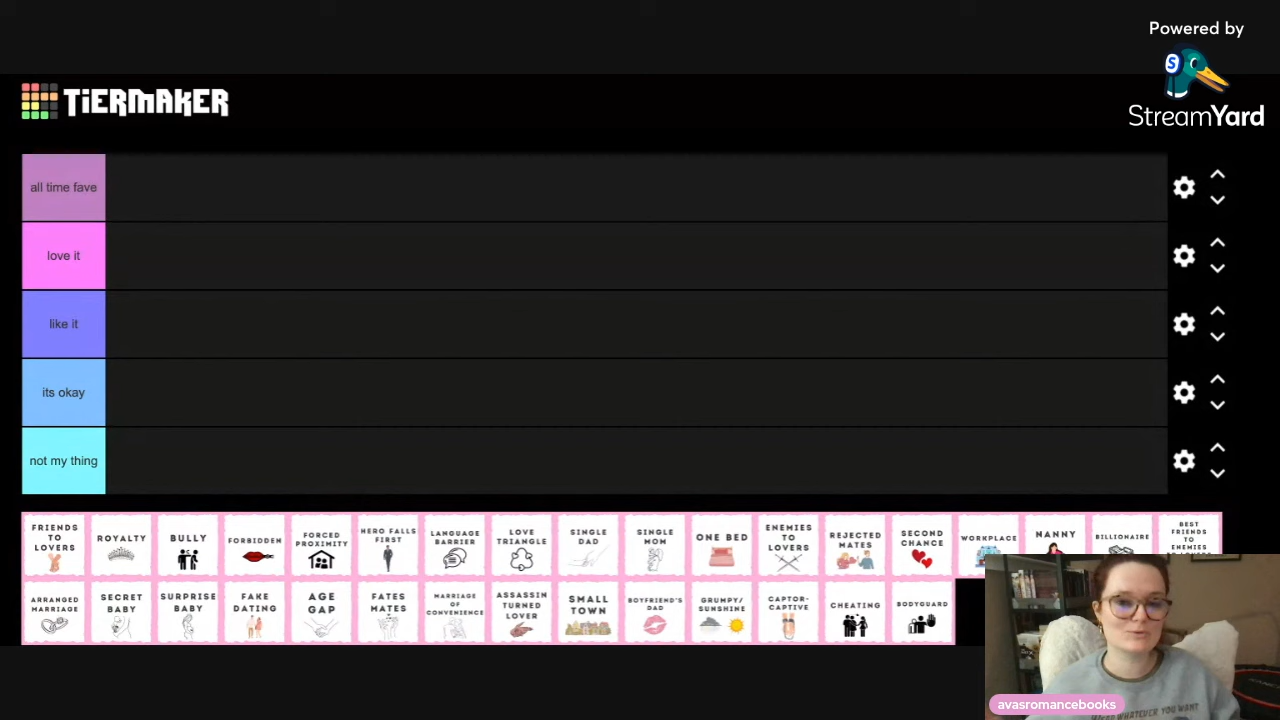 Powered by
StreamYard
TiERMAKER
all time fave
love it
like it
its okay
not my thing
FRIENDS
TO
LOVERS
ROYALTY
BULLY
FORBIDDEN
FORCED
PROXIMITY
HERO FALLS
FIRST
LANGUAGE
BARRIER
LOVE
TRIANGLE
SINGLE
DAD
SINGLE
MOM
ONE BED
ENEMIES
TO
LOVERS
REJECTED
MATES
SECOND
CHANCE
WORKPLACE
NANNY
BILLIONAIRE
BEST
FRIENDS
TO
ENEMIES
ARRANGED
MARRIAGE
SECRET
BABY
SURPRISE
BABY
FAKE
DATING
AGE
GAP
FATES
MATES
MARRIAGE
OF
CONVENIENCE
ASSASSIN
TURNED
LOVER
SMALL
TOWN
BOYFRIEND'S
DAD
GRUMPY/
SUNSHINE
CAPTOR-
CAPTIVE
CHEATING
BODYGUARD
WHATEVER YOU WANT
avasromancebooks